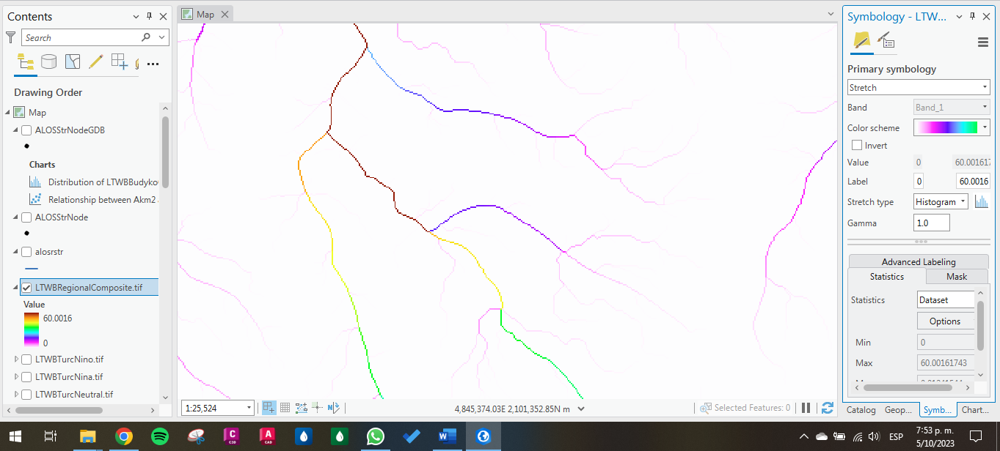 Contents
Search
Drawing Order
Map
ALOSStrNodeGDB
Charts
Distribution of LTWBBudyko
Relationship between Akm2
ALOSStrNode
alosrstr
LTWBRegionalComposite.tif
Value
60.0016
0
LTWBTurcNino.tif
LTWBTurcNina.tif
LTWBTurcNeutral.tif
Map
1:25,524
4,845,374.03E 2,101,352.85N m
Selected Features: 0
Symbology - LTW...
Primary symbology
Stretch
Band
Band_1
Color scheme
Invert
Value
0
60.001617
Label
0
60.0016
Stretch type
Histogram
Gamma
1.0
Advanced Labeling
Statistics
Mask
Statistics
Dataset
Options
Min
0
Max
60.00161743
Catalog
Geop...
Symb...
Chart...
C
C3D
A
CAD
W
ESP
7:53 p. m.
5/10/2023